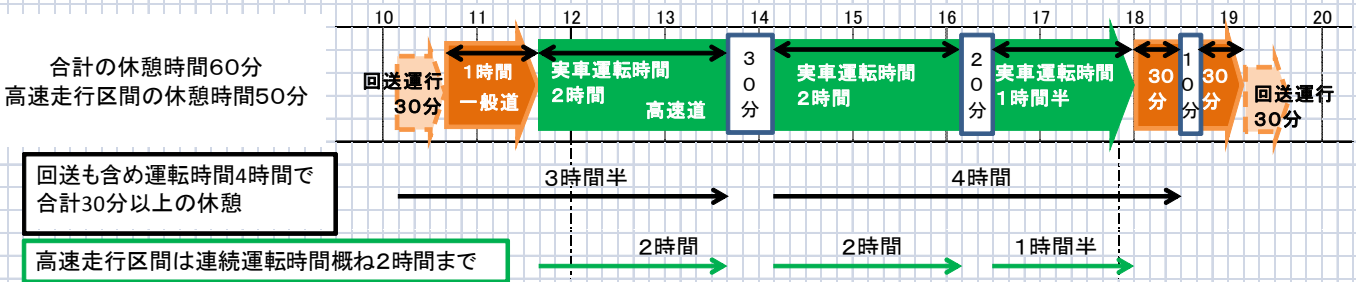 10 11 12 13 14 15 16 17 18 19 20
合計の休憩時間60分
高速走行区間の休憩時間50分
回送運行
30分
1時間
一般道
実車運転時間
2時間
高速道
30分
実車運転時間
2時間
20分
実車運転時間
1時間半
30分
10分
30分
回送運行
30分
回送も含め運転時間4時間で
合計30分以上の休憩
3時間半
4時間
高速走行区間は連続運転時間概ね2時間まで
2時間
2時間
1時間半